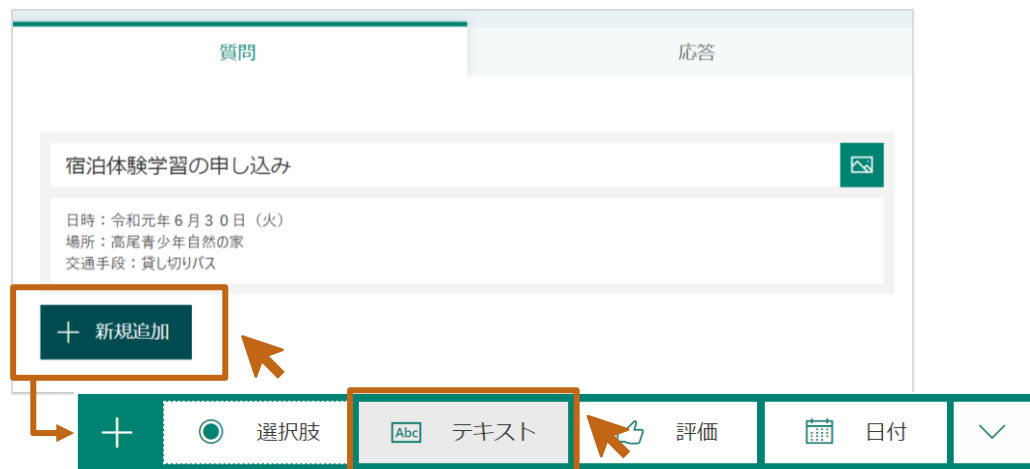 質問
応答
宿泊体験学習の申し込み
日時：令和元年６月３０日（火）
場所：高尾青少年自然の家
交通手段：貸し切りバス
新規追加
選択肢
Abc テキスト
評価
日付